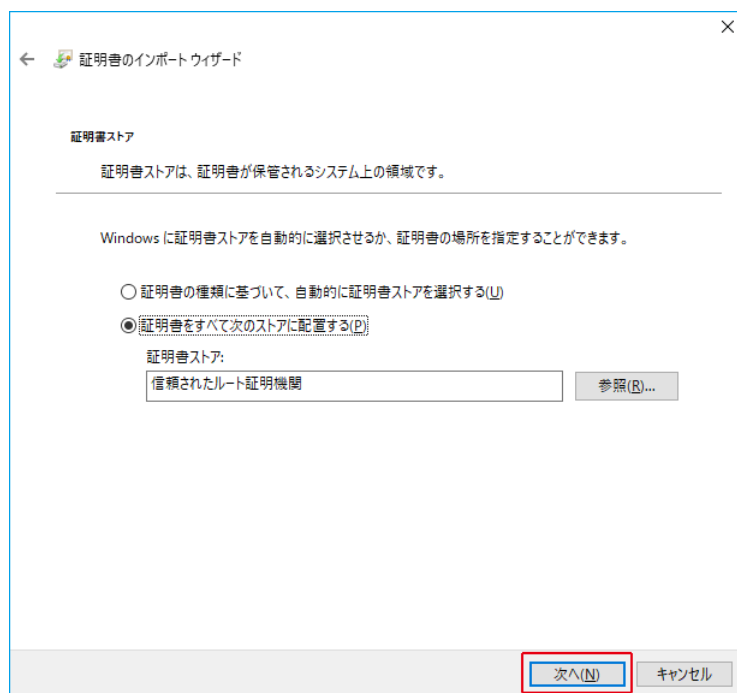 証明書のインポート ウィザード
証明書ストア
証明書ストアは、証明書が保管されるシステム上の領域です。
Windows に証明書ストアを自動的に選択させるか、証明書の場所を指定することができます。
証明書の種類に基づいて、自動的に証明書ストアを選択する(U)
証明書をすべて次のストアに配置する(P)
証明書ストア:
信頼されたルート証明機関
参照(R)...
次へ(N)
キャンセル